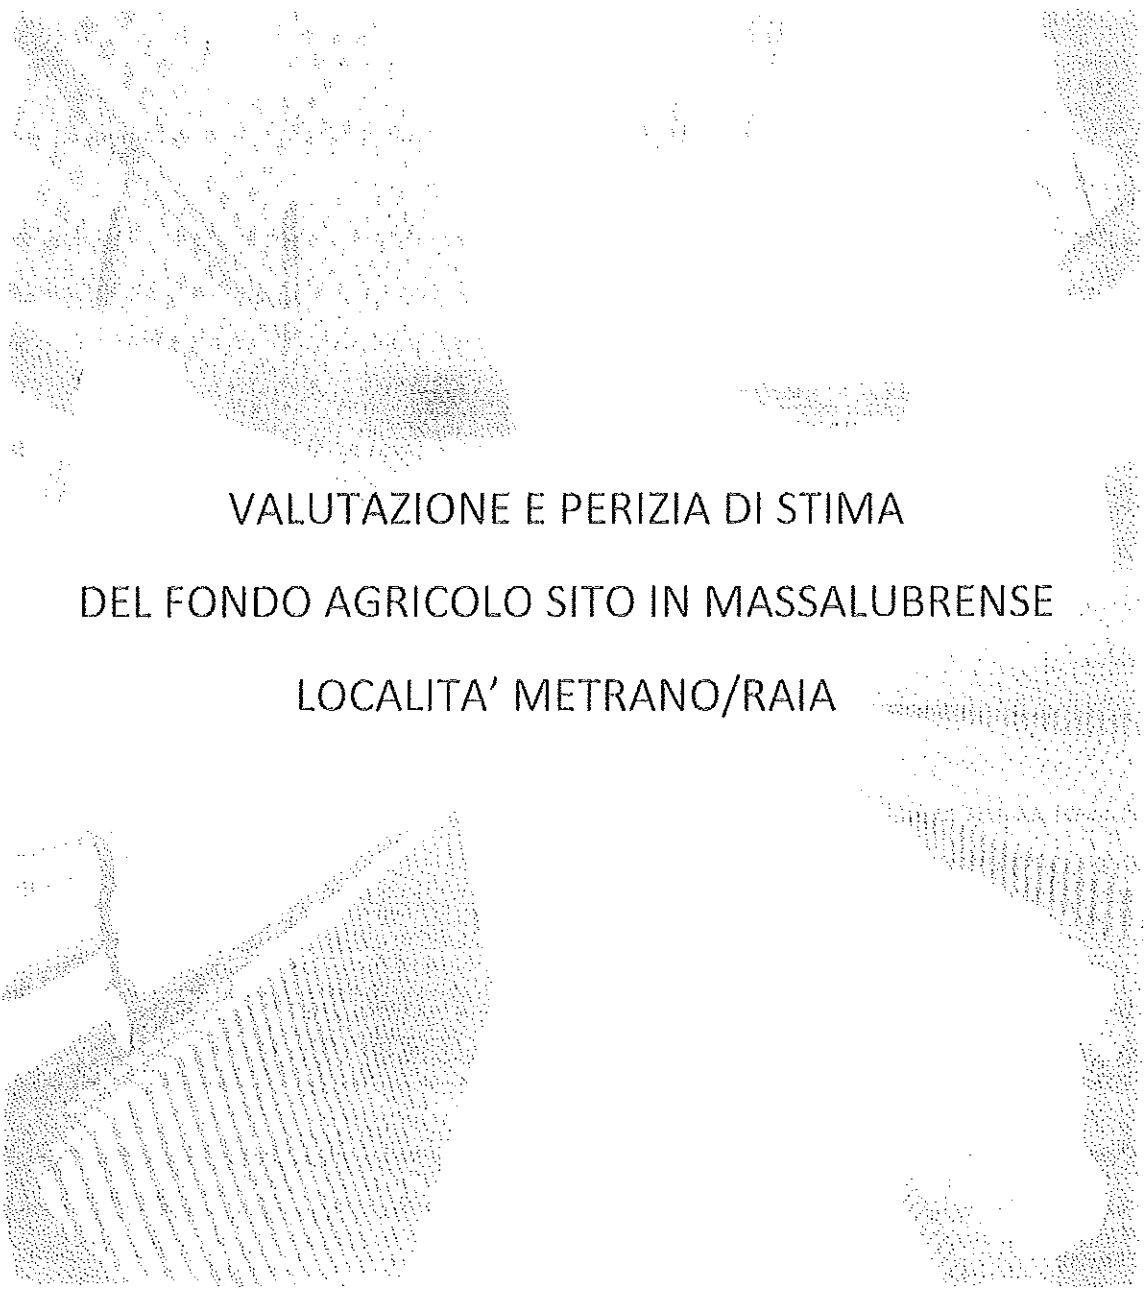 VALUTAZIONE E PERIZIA DI STIMA
DEL FONDO AGRICOLO SITO IN MASSALUBRENSE
LOCALITA' METRANO/RAIA